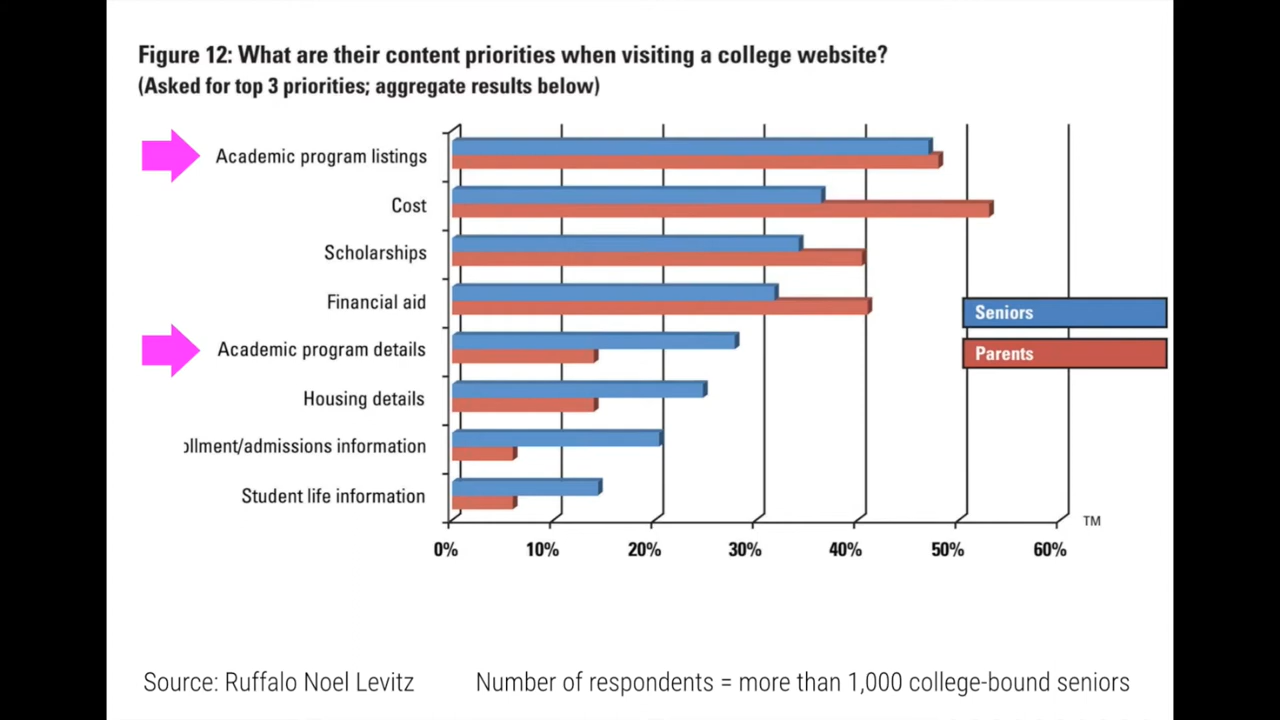 Figure 12: What are their content priorities when visiting a college website?
(Asked for top 3 priorities; aggregate results below)
Academic program listings
Cost
Scholarships
Financial aid
Seniors
Academic program details
Parents
Housing details
ollment/admissions information
Student life information
TM
0% 10% 20% 30% 40% 50% 60%
Source: Ruffalo Noel Levitz Number of respondents = more than 1,000 college-bound seniors